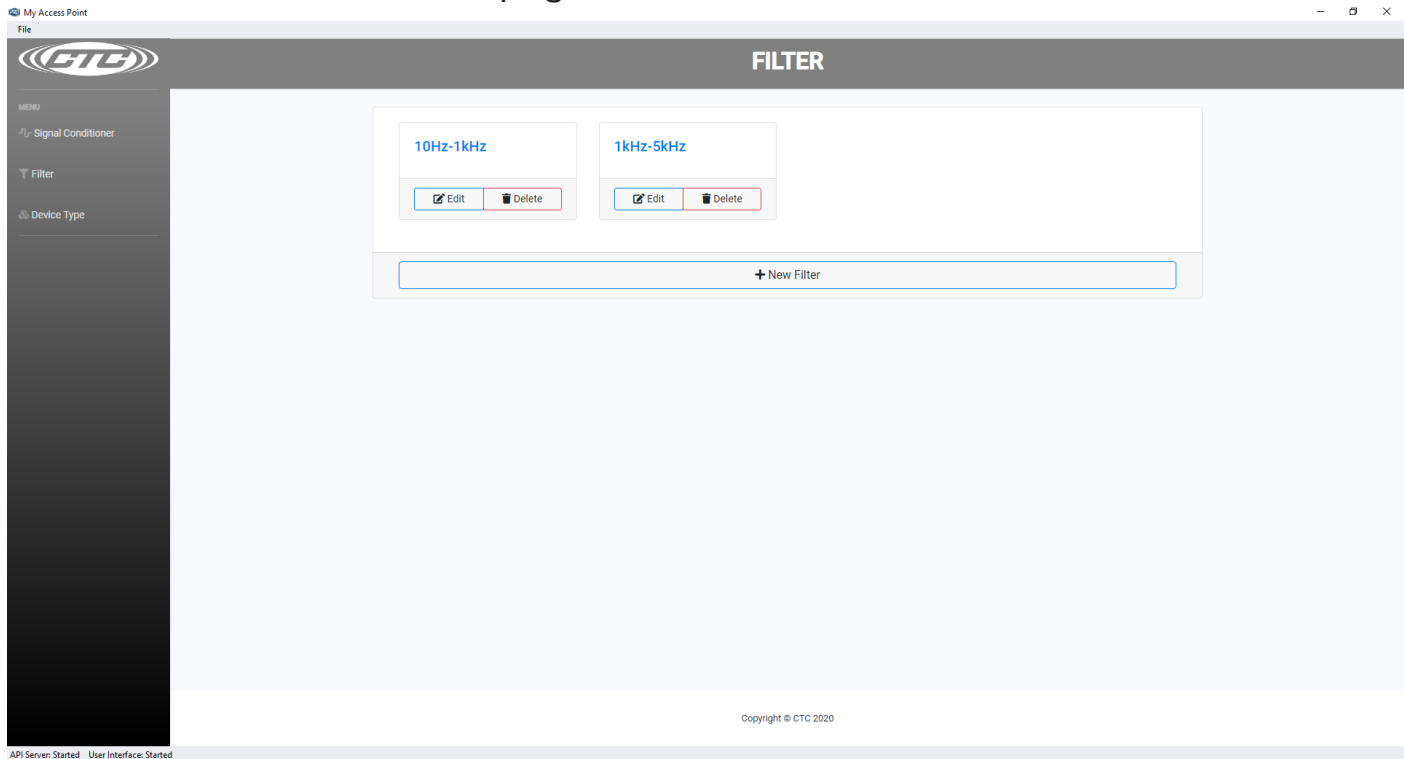 My Access Point
File
CTC
FILTER
MENU
Signal Conditioner
Filter
Device Type
10Hz-1kHz
Edit Delete
1kHz-5kHz
Edit Delete
New Filter
Copyright © CTC 2020
API Server: Started User Interface: Started